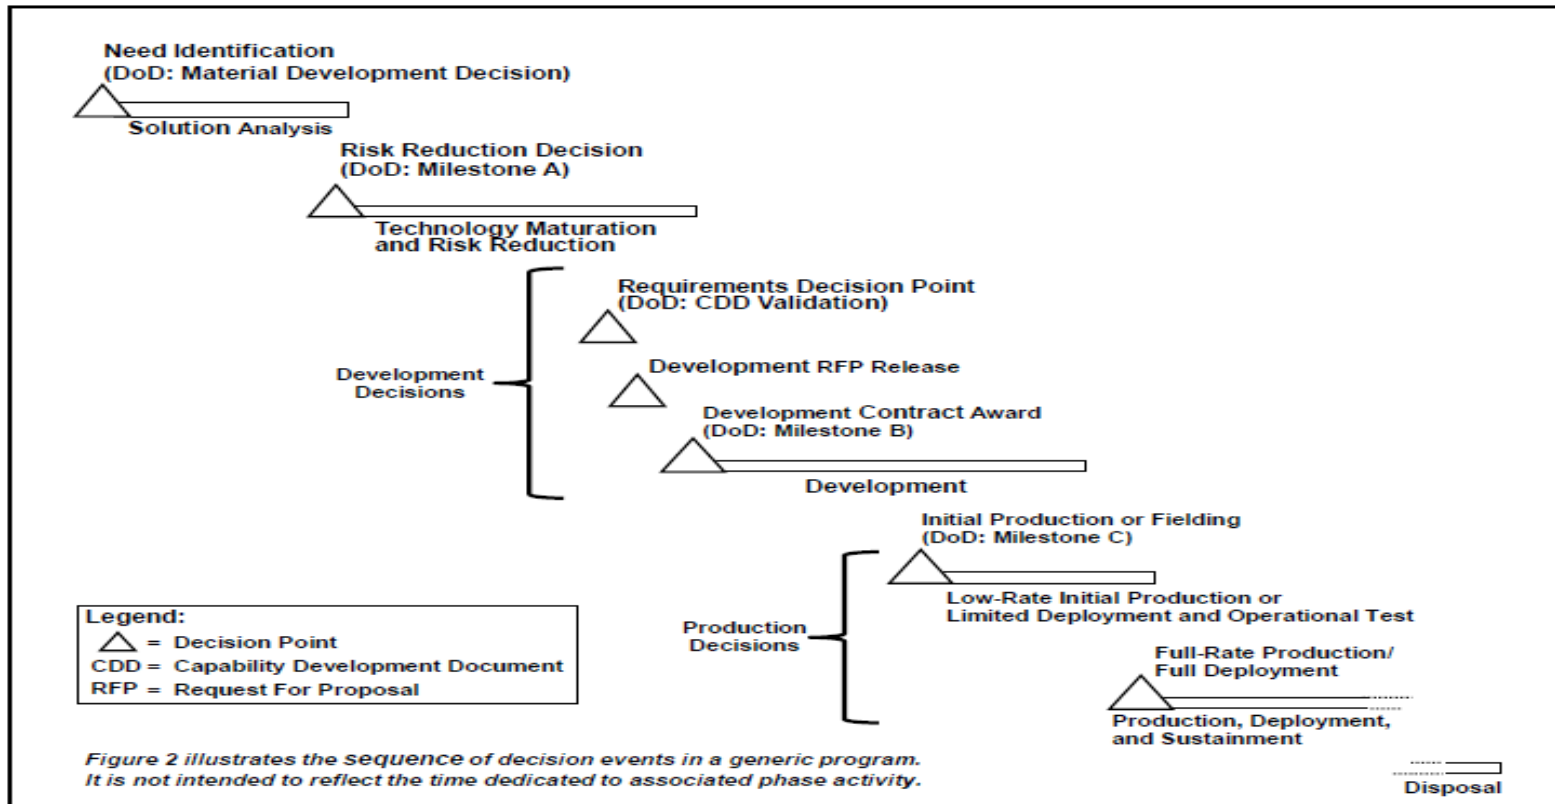 Need Identification
(DoD: Material Development Decision)
Solution Analysis
Risk Reduction Decision
(DoD: Milestone A)
Technology Maturation
and Risk Reduction
Requirements Decision Point
(DoD: CDD Validation)
Development
Decisions
Development RFP Release
Development Contract Award
(DoD: Milestone B)
Development
Initial Production or Fielding
(DoD: Milestone C)
Low-Rate Initial Production or
Limited Deployment and Operational Test
Production
Decisions
Full-Rate Production/
Full Deployment
Production, Deployment,
and Sustainment
Disposal
Legend:
= Decision Point
CDD = Capability Development Document
RFP = Request For Proposal
Figure 2 illustrates the sequence of decision events in a generic program.
It is not intended to reflect the time dedicated to associated phase activity.